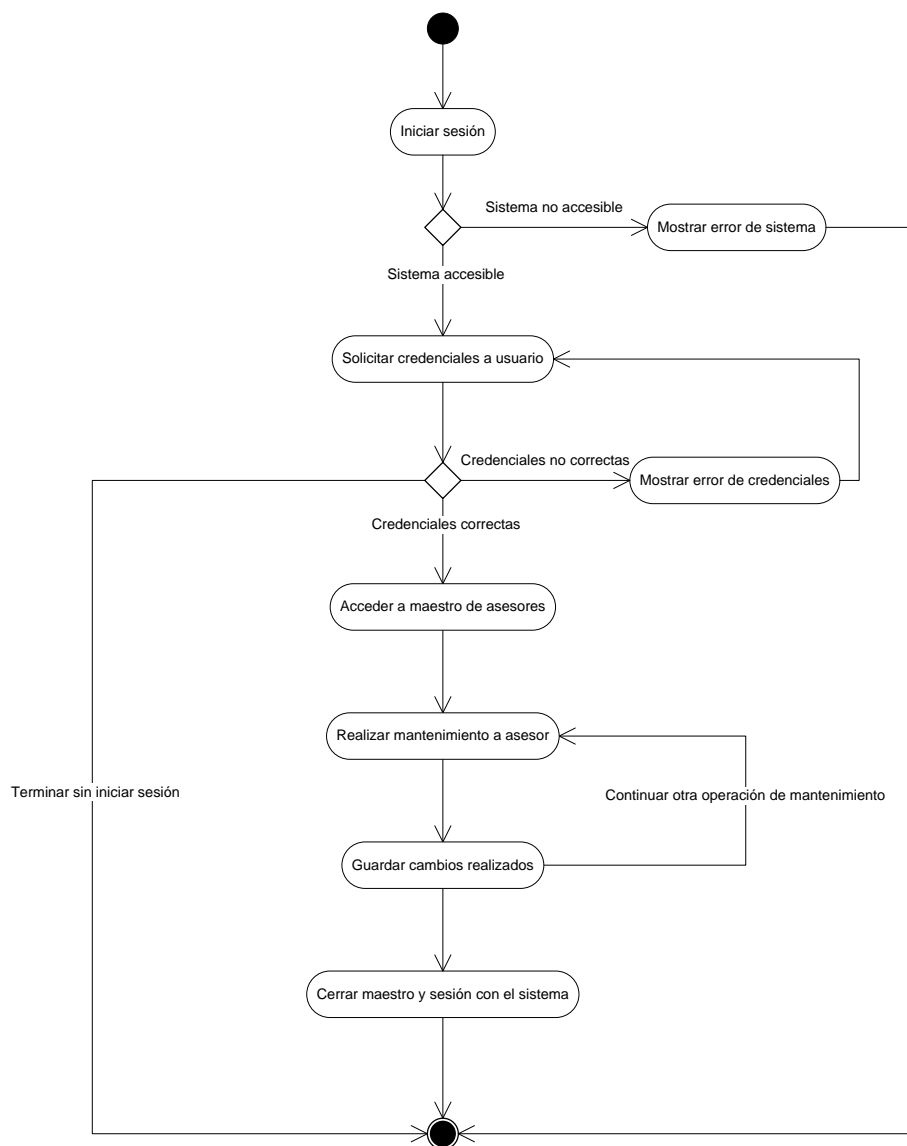 Iniciar sesión
Sistema no accesible
Mostrar error de sistema
Sistema accesible
Solicitar credenciales a usuario
Credenciales no correctas
Mostrar error de credenciales
Credenciales correctas
Acceder a maestro de asesores
Realizar mantenimiento a asesor
Terminar sin iniciar sesión
Continuar otra operación de mantenimiento
Guardar cambios realizados
Cerrar maestro y sesión con el sistema